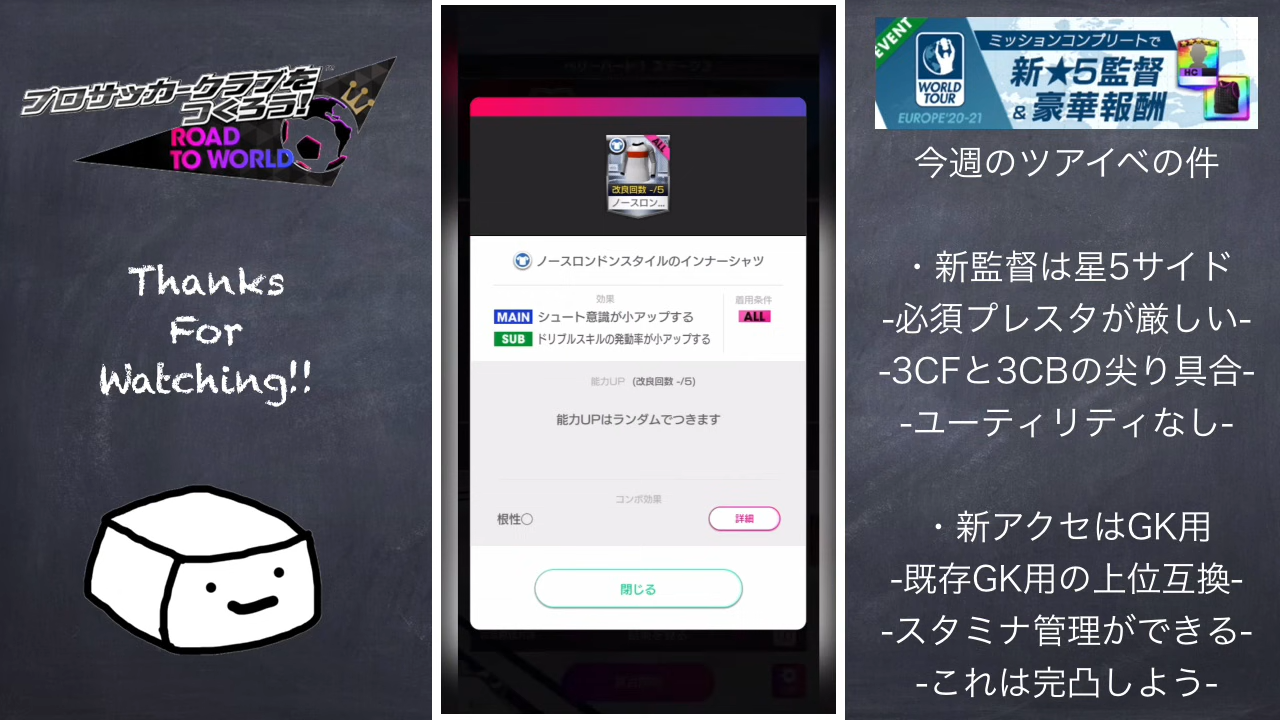 プロサッカークラブを
つくろう!
ROAD
TO WORLD
Thanks
For
Watching!!
ALL
改良回数 -/5
ノースロン...
ノースロンドンスタイルのインナーシャツ
効果
着用条件
MAIN シュート意識が小アップする
ALL
SUB ドリブルスキルの発動率が小アップする
能力UP (改良回数 -/5)
能力UPはランダムでつきます
コンボ効果
根性○
詳細
閉じる
EVENT
WORLD
TOUR
EUROPE'20-21
ミッションコンプリートで
新★5監督
&豪華報酬
HC
今週のツアイベの件
・新監督は星5サイド
-必須プレスタが厳しい-
-3CFと3CBの尖り具合-
-ユーティリティなし-
・新アクセはGK用
-既存GK用の上位互換-
-スタミナ管理ができる-
-これは完凸しよう-